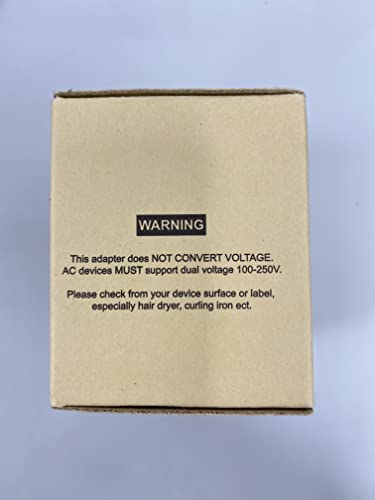 WARNING
This adapter does NOT CONVERT VOLTAGE.
AC devices MUST support dual voltage 100-250V.
Please check from your device surface or label,
especially hair dryer, curling iron ect.